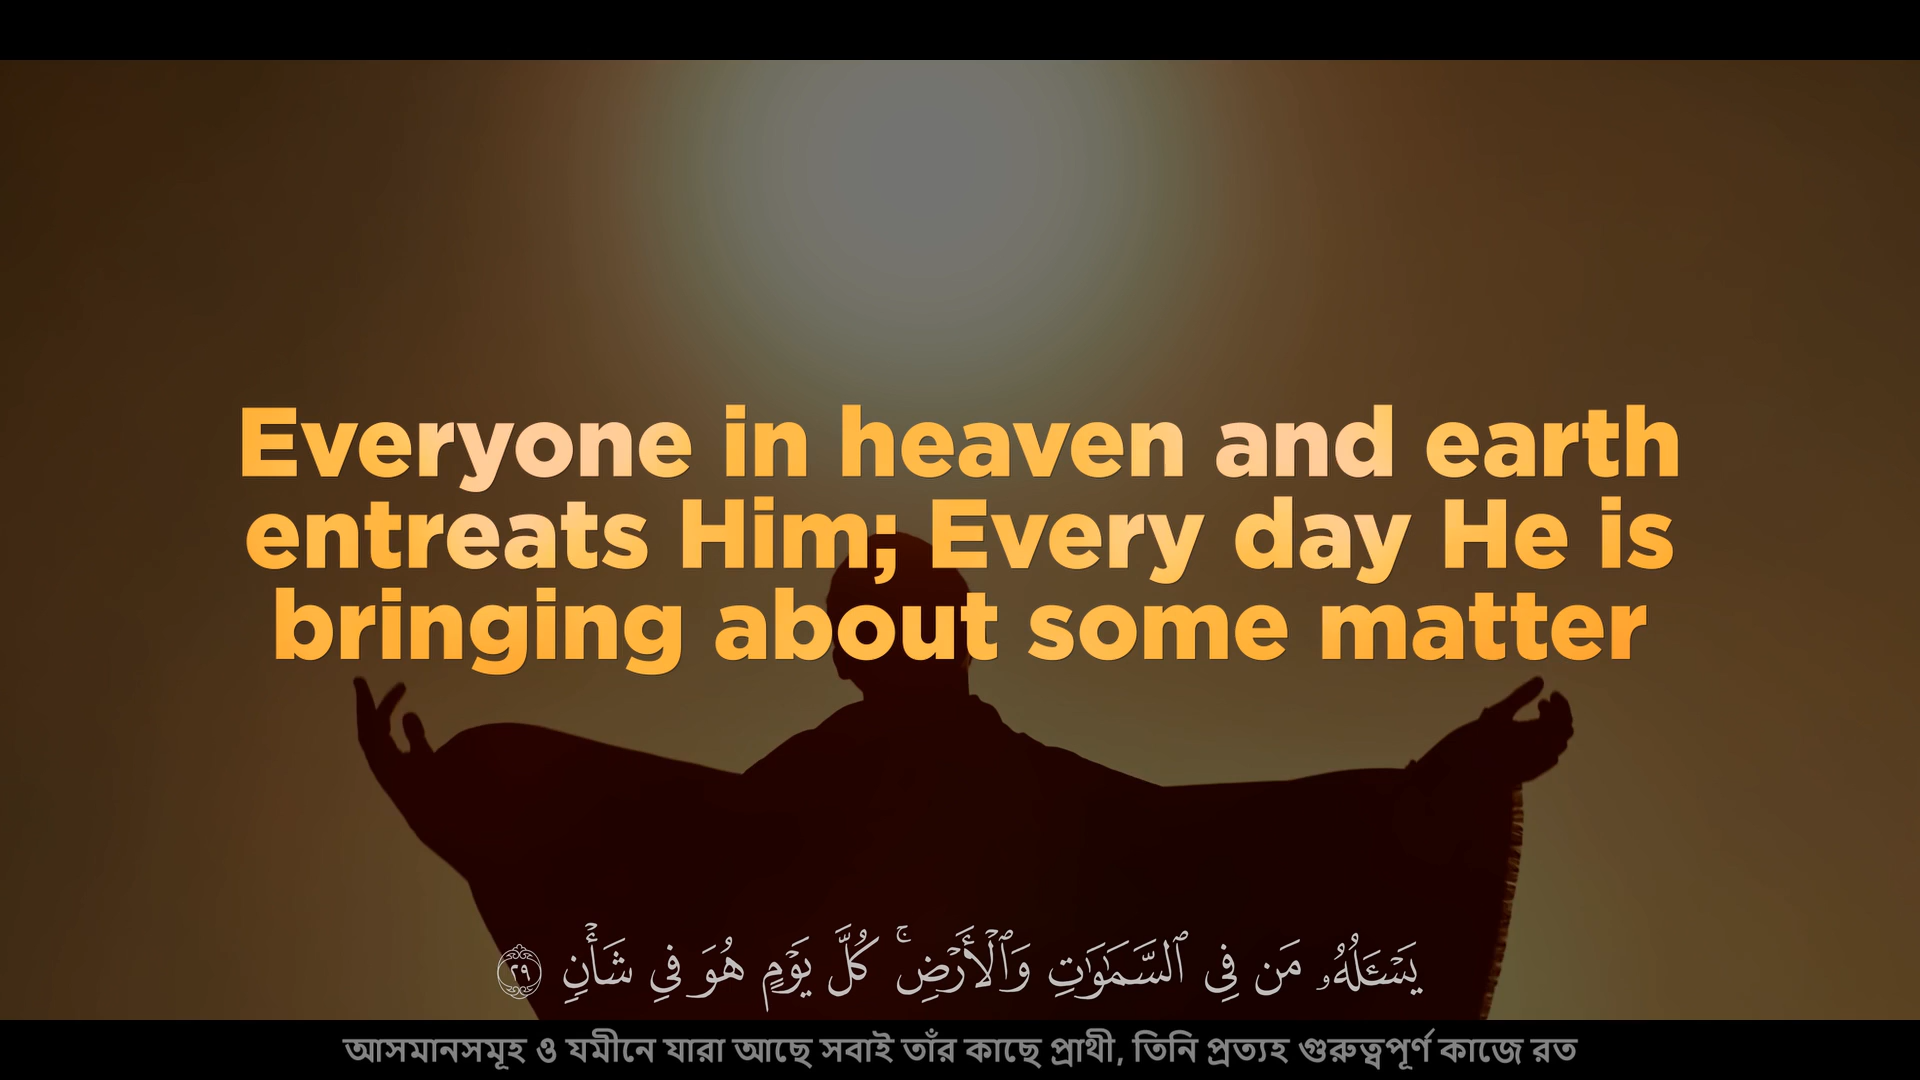 Everyone in heaven and earth
entreats Him; Every day He is
bringing about some matter
يَسْـَٔلُهُۥ مَن فِى ٱلسَّمَـٰوَٰتِ وَٱلْأَرْضِ ۚ كُلَّ يَوْمٍ هُوَ فِى شَأْنٍ ٢٩
আসমানসমূহ ও যমীনে যারা আছে সবাই তাঁর কাছে প্রার্থী, তিনি প্রত্যহ গুরুত্বপূর্ণ কাজে রত